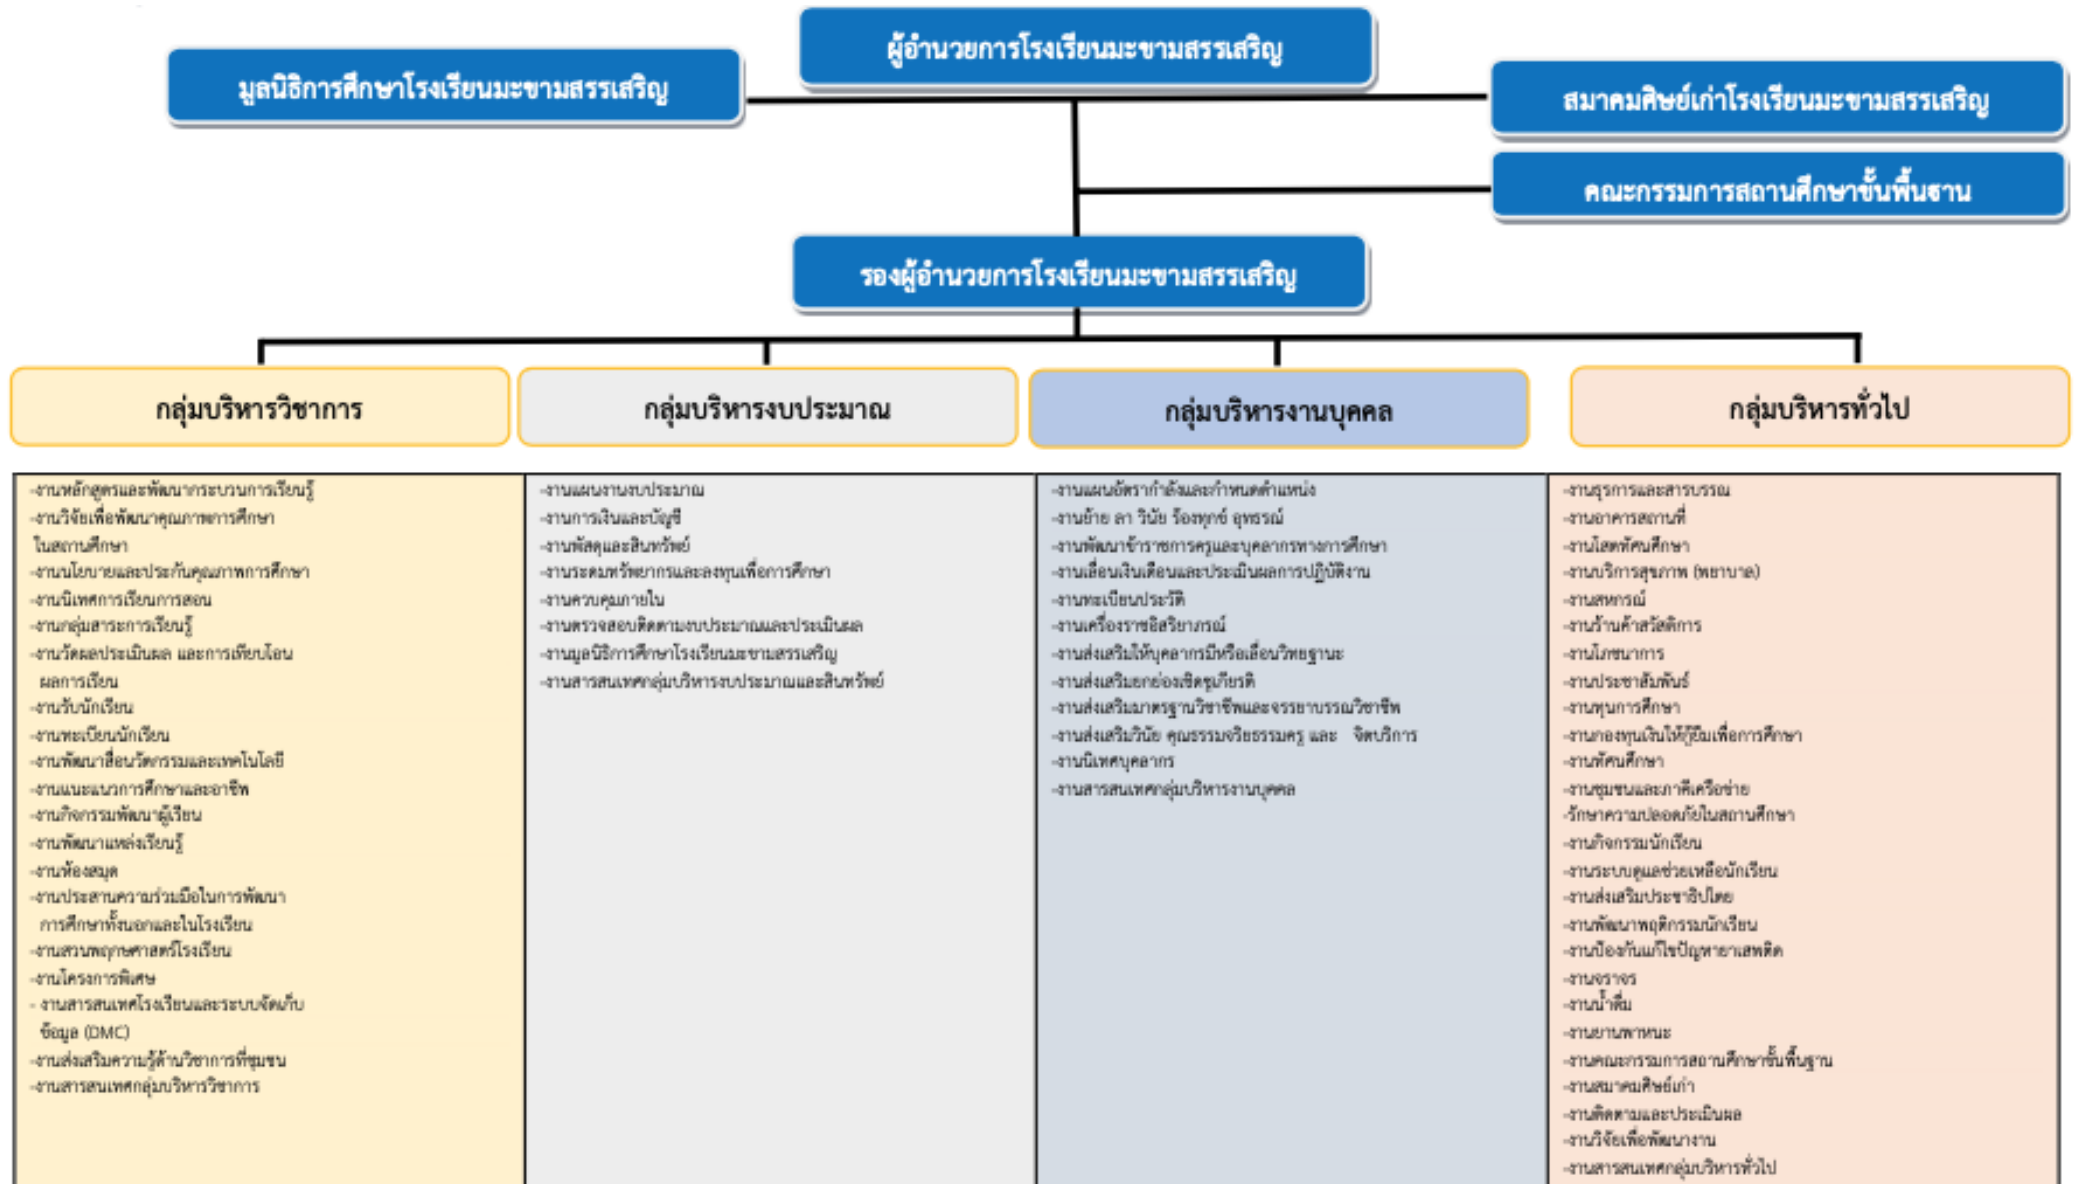 ผู้อำนวยการโรงเรียนมะขามสรรเสริญ
มูลนิธิการศึกษาโรงเรียนมะขามสรรเสริญ
สมาคมศิษย์เก่าโรงเรียนมะขามสรรเสริญ
คณะกรรมการสถานศึกษาขั้นพื้นฐาน
รองผู้อำนวยการโรงเรียนมะขามสรรเสริญ
กลุ่มบริหารวิชาการ
-งานหลักสูตรและพัฒนากระบวนการเรียนรู้
-งานวิจัยเพื่อพัฒนาคุณภาพการศึกษา
ในสถานศึกษา
-งานนโยบายและประกันคุณภาพการศึกษา
-งานนิเทศการเรียนการสอน
-งานกลุ่มสาระการเรียนรู้
-งานวัดผลประเมินผล และการเทียบโอน
ผลการเรียน
-งานรับนักเรียน
-งานทะเบียนนักเรียน
-งานพัฒนาสื่อนวัตกรรมและเทคโนโลยี
-งานแนะแนวการศึกษาและอาชีพ
-งานกิจกรรมพัฒนาผู้เรียน
-งานพัฒนาแหล่งเรียนรู้
-งานห้องสมุด
-งานประสานความร่วมมือในการพัฒนา
การศึกษาทั้งนอกและในโรงเรียน
-งานสวนพฤกษศาสตร์โรงเรียน
-งานโครงการพิเศษ
- งานสารสนเทศโรงเรียนและระบบจัดเก็บ
ข้อมูล (DMC)
-งานส่งเสริมความรู้ด้านวิชาการที่ชุมชน
-งานสารสนเทศกลุ่มบริหารวิชาการ
กลุ่มบริหารงบประมาณ
-งานแผนงานงบประมาณ
-งานการเงินและบัญชี
-งานพัสดุและสินทรัพย์
-งานระดมทรัพยากรและลงทุนเพื่อการศึกษา
-งานควบคุมภายใน
-งานตรวจสอบติดตามงบประมาณและประเมินผล
-งานมูลนิธิการศึกษาโรงเรียนมะขามสรรเสริญ
-งานสารสนเทศกลุ่มบริหารงบประมาณและสินทรัพย์
กลุ่มบริหารงานบุคคล
-งานแผนอัตรากำลังและกำหนดตำแหน่ง
-งานย้าย ลา วินัย ร้องทุกข์ อุทธรณ์
-งานพัฒนาข้าราชการครูและบุคลากรทางการศึกษา
-งานเลื่อนเงินเดือนและประเมินผลการปฏิบัติงาน
-งานทะเบียนประวัติ
-งานเครื่องราชอิสริยาภรณ์
-งานส่งเสริมให้บุคลากรมีหรือเลื่อนวิทยฐานะ
-งานส่งเสริมยกย่องเชิดชูเกียรติ
-งานส่งเสริมมาตรฐานวิชาชีพและจรรยาบรรณวิชาชีพ
-งานส่งเสริมวินัย คุณธรรมจริยธรรมครู และ จิตบริการ
-งานนิเทศบุคลากร
-งานสารสนเทศกลุ่มบริหารงานบุคคล
กลุ่มบริหารทั่วไป
-งานธุรการและสารบรรณ
-งานอาคารสถานที่
-งานโสตทัศนศึกษา
-งานบริการสุขภาพ (พยาบาล)
-งานสหกรณ์
-งานร้านค้าสวัสดิการ
-งานโภชนาการ
-งานประชาสัมพันธ์
-งานทุนการศึกษา
-งานกองทุนเงินให้กู้ยืมเพื่อการศึกษา
-งานทัศนศึกษา
-งานชุมชนและภาคีเครือข่าย
-รักษาความปลอดภัยในสถานศึกษา
-งานกิจกรรมนักเรียน
-งานระบบดูแลช่วยเหลือนักเรียน
-งานส่งเสริมประชาธิปไตย
-งานพัฒนาพฤติกรรมนักเรียน
-งานป้องกันแก้ไขปัญหายาเสพติด
-งานจราจร
-งานน้ำดื่ม
-งานยานพาหนะ
-งานคณะกรรมการสถานศึกษาขั้นพื้นฐาน
-งานสมาคมศิษย์เก่า
-งานติดตามและประเมินผล
-งานวิจัยเพื่อพัฒนางาน
-งานสารสนเทศกลุ่มบริหารทั่วไป